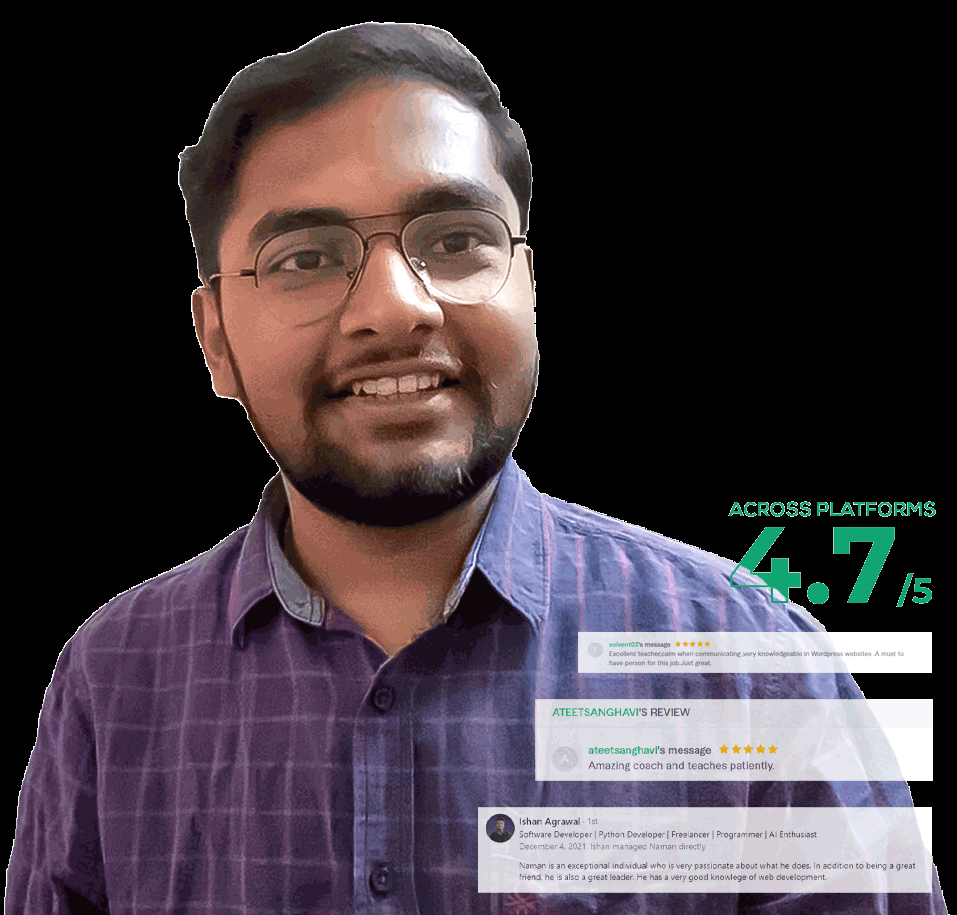 ACROSS PLATFORMS
4.7/5
solvent03's message ★★★★★
Excellent teacher,calm when communicating ,very knowledgeable in Wordpress websites .A must to
have person for this job.Just great.
ATEETSANGHAVI'S REVIEW
A
ateetsanghavi's message ★★★★★
Amazing coach and teaches patiently.
Ishan Agrawal · 1st
Software Developer | Python Developer | Freelancer | Programmer | AI Enthusiast
December 4, 2021, Ishan managed Naman directly
Naman is an exceptional individual who is very passionate about what he does. In addition to being a great
friend, he is also a great leader. He has a very good knowlege of web development.